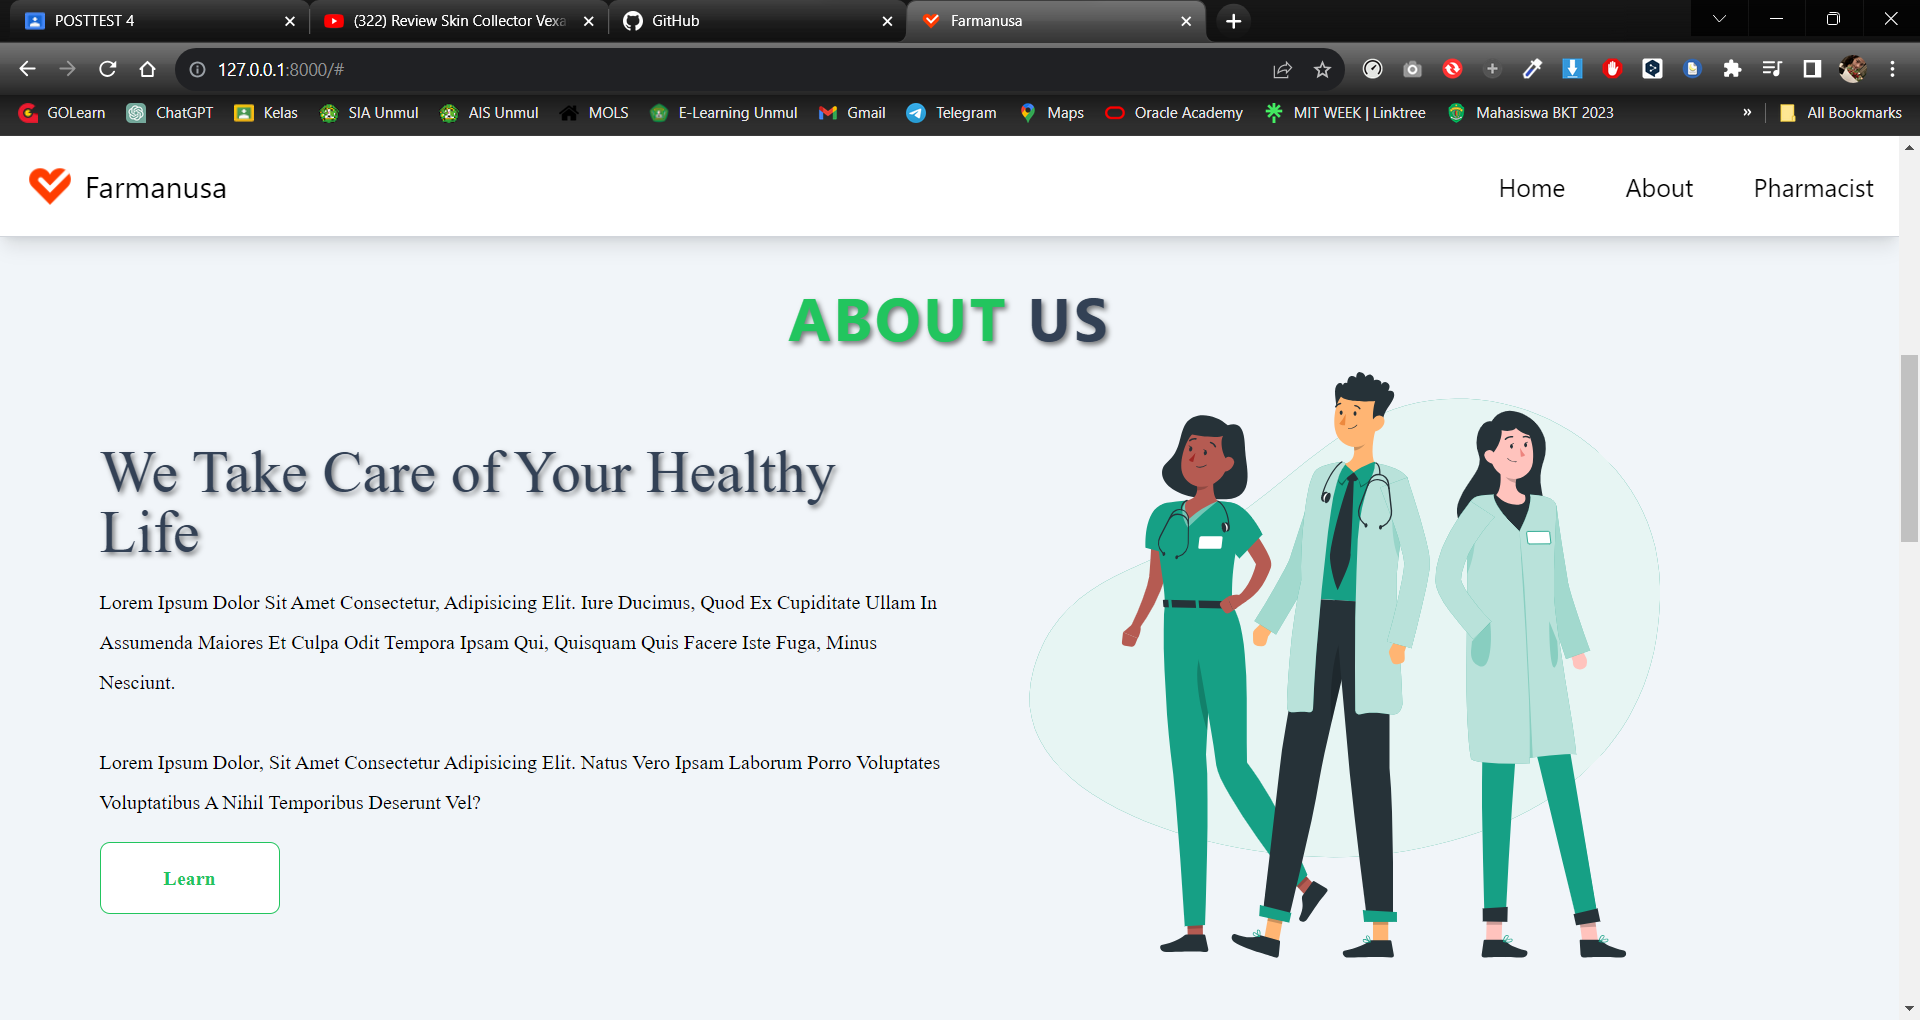 POSTTEST 4
(322) Review Skin Collector Vexa
GitHub
Farmanusa
127.0.0.1:8000/#
GOLearn
ChatGPT
Kelas
SIA Unmul
AIS Unmul
MOLS
E-Learning Unmul
Gmail
Telegram
Maps
Oracle Academy
MIT WEEK | Linktree
Mahasiswa BKT 2023
»
All Bookmarks
Farmanusa
Home
About
Pharmacist
ABOUT US
We Take Care of Your Healthy
Life
Lorem Ipsum Dolor Sit Amet Consectetur, Adipisicing Elit. Iure Ducimus, Quod Ex Cupiditate Ullam In
Assumenda Maiores Et Culpa Odit Tempora Ipsam Qui, Quisquam Quis Facere Iste Fuga, Minus
Nesciunt.
Lorem Ipsum Dolor, Sit Amet Consectetur Adipisicing Elit. Natus Vero Ipsam Laborum Porro Voluptates
Voluptatibus A Nihil Temporibus Deserunt Vel?
Learn